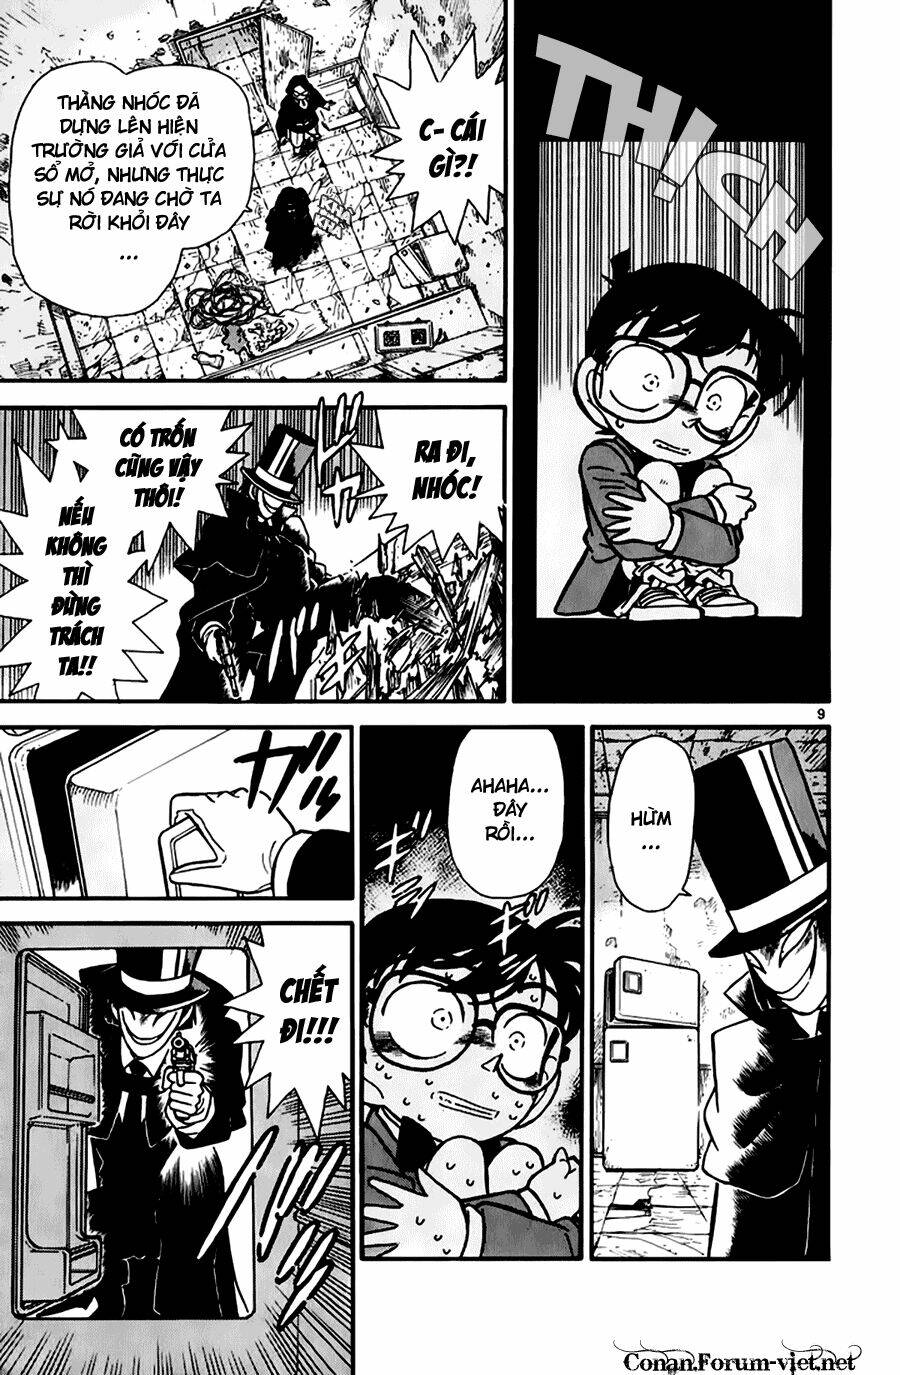 THỊCH
C- CÁI
GÌ?!
THẰNG NHÓC ĐÃ
DỰNG LÊN HIỆN
TRƯỜNG GIẢ VỚI CỬA
SỔ MỞ, NHƯNG THỰC
SỰ NÓ ĐANG CHỜ TA
RỜI KHỎI ĐÂY
...
RA ĐI,
NHÓC!
CÓ TRỐN
CŨNG VẬY
THÔI!
NẾU
KHÔNG
THÌ
ĐỪNG
TRÁCH
TA!!
9
HỪM
...
AHAHA...
ĐÂY
RỒI...
CHẾT
ĐI!!!
Conan.Forum-viet.net